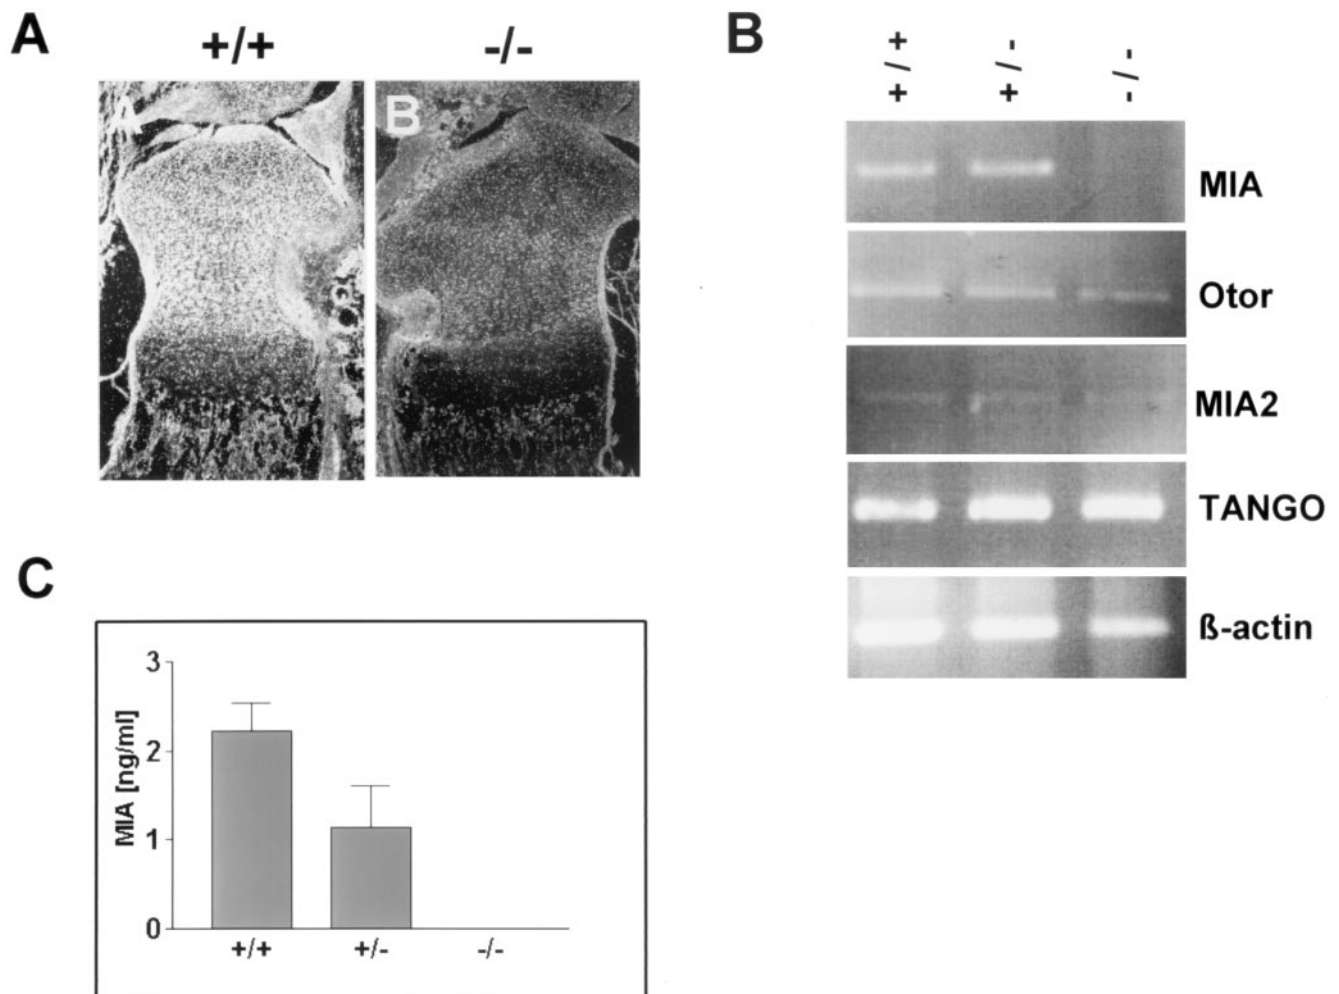 A
+/+
-/-
A
B
B
+/+
+/-
-/-
MIA
Otor
MIA2
TANGO
ß-actin
C
MIA [ng/ml]
3
2
1
0
+/+
+/-
-/-